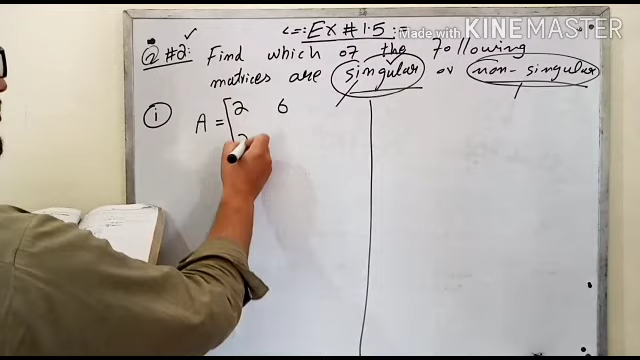 <=: Ex # 1.5 :=
Made with KINEMASTER
Q #2: Find which of the following
matrices are singular or non-singular
i A = [ 2 6
2